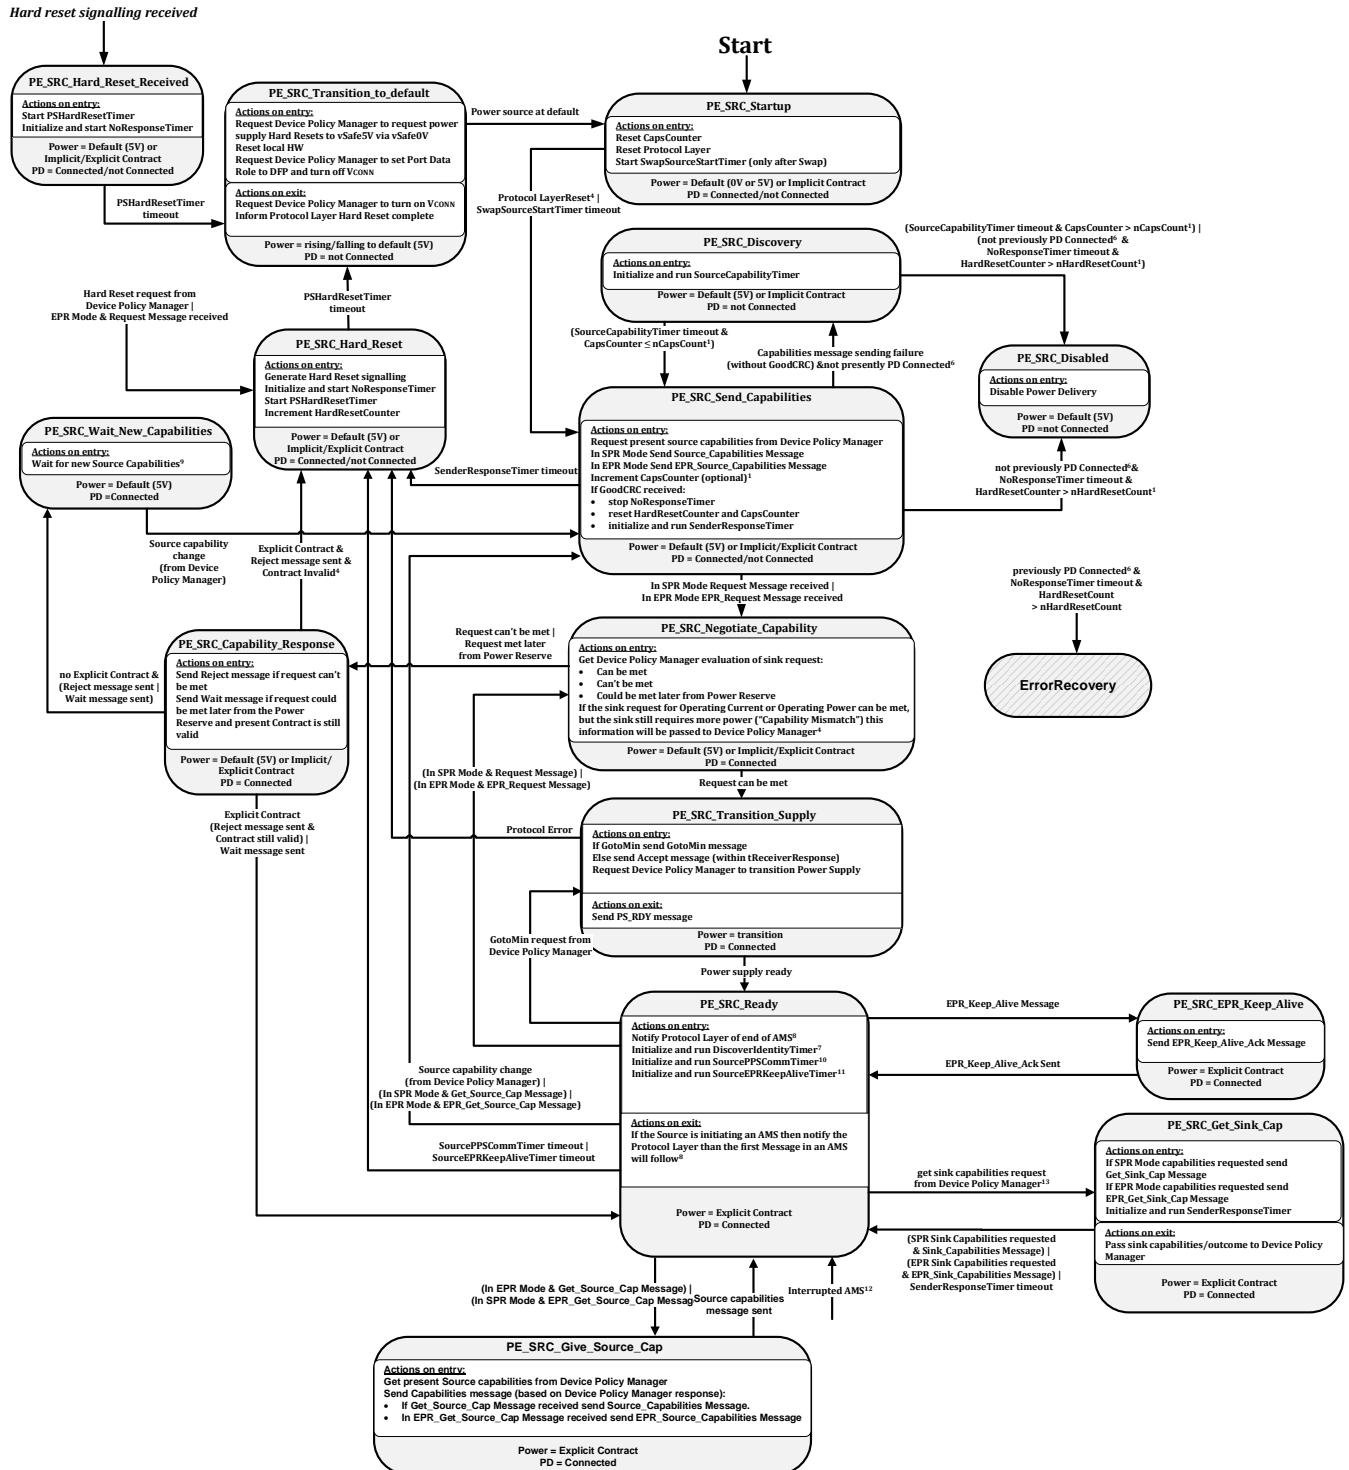 Hard reset signalling received
Start
PE_SRC_Hard_Reset_Received
Actions on entry:
Start PSHardResetTimer
Initialize and start NoResponseTimer
Power = Default (5V) or
Implicit/Explicit Contract
PD = Connected/not Connected
PSHardResetTimer
timeout
PE_SRC_Transition_to_default
Actions on entry:
Request Device Policy Manager to request power
supply Hard Resets to vSafe5V via vSafe0V
Reset local HW
Request Device Policy Manager to set Port Data
Role to DFP and turn off VCONN
Actions on exit:
Request Device Policy Manager to turn on VCONN
Inform Protocol Layer Hard Reset complete
Power = rising/falling to default (5V)
PD = not Connected
Power source at default
PE_SRC_Startup
Actions on entry:
Reset CapsCounter
Reset Protocol Layer
Start SwapSourceStartTimer (only after Swap)
Power = Default (0V or 5V) or Implicit Contract
PD = Connected/not Connected
Protocol LayerReset⁴ |
SwapSourceStartTimer timeout
PE_SRC_Discovery
Actions on entry:
Initialize and run SourceCapabilityTimer
Power = Default (5V) or Implicit Contract
PD = not Connected
(SourceCapabilityTimer timeout & CapsCounter > nCapsCount¹) |
(not previously PD Connected⁶ &
NoResponseTimer timeout &
HardResetCounter > nHardResetCount¹)
Hard Reset request from
Device Policy Manager |
EPR Mode & Request Message received
PSHardResetTimer
timeout
PE_SRC_Hard_Reset
Actions on entry:
Generate Hard Reset signalling
Initialize and start NoResponseTimer
Start PSHardResetTimer
Increment HardResetCounter
Power = Default (5V) or
Implicit/Explicit Contract
PD = Connected/not Connected
(SourceCapabilityTimer timeout &
CapsCounter ≤ nCapsCount¹)
Capabilities message sending failure
(without GoodCRC) &not presently PD Connected⁶
PE_SRC_Disabled
Actions on entry:
Disable Power Delivery
Power = Default (5V)
PD =not Connected
PE_SRC_Wait_New_Capabilities
Actions on entry:
Wait for new Source Capabilities⁹
Power = Default (5V)
PD =Connected
SenderResponseTimer timeout
PE_SRC_Send_Capabilities
Actions on entry:
Request present source capabilities from Device Policy Manager
In SPR Mode Send Source_Capabilities Message
In EPR Mode Send EPR_Source_Capabilities Message
Increment CapsCounter (optional)¹
If GoodCRC received:
• stop NoResponseTimer
• reset HardResetCounter and CapsCounter
• initialize and run SenderResponseTimer
Power = Default (5V) or Implicit/Explicit Contract
PD = Connected/not Connected
not previously PD Connected⁶&
NoResponseTimer timeout &
HardResetCounter > nHardResetCount¹
Source capability
change
(from Device
Policy Manager)
Explicit Contract &
Reject message sent &
Contract Invalid⁴
In SPR Mode Request Message received |
In EPR Mode EPR_Request Message received
previously PD Connected⁶ &
NoResponseTimer timeout &
HardResetCount
> nHardResetCount
ErrorRecovery
PE_SRC_Capability_Response
Actions on entry:
Send Reject message if request can't
be met
Send Wait message if request could
be met later from the Power
Reserve and present Contract is still
valid
Power = Default (5V) or Implicit/
Explicit Contract
PD = Connected
no Explicit Contract &
(Reject message sent |
Wait message sent)
Request can't be met |
Request met later
from Power Reserve
PE_SRC_Negotiate_Capability
Actions on entry:
Get Device Policy Manager evaluation of sink request:
• Can be met
• Can't be met
• Could be met later from Power Reserve
If the sink request for Operating Current or Operating Power can be met,
but the sink still requires more power ("Capability Mismatch") this
information will be passed to Device Policy Manager⁴
Power = Default (5V) or Implicit/Explicit Contract
PD = Connected
(In SPR Mode & Request Message) |
(In EPR Mode & EPR_Request Message)
Request can be met
Explicit Contract
(Reject message sent &
Contract still valid) |
Wait message sent
Protocol Error
PE_SRC_Transition_Supply
Actions on entry:
If GotoMin send GotoMin message
Else send Accept message (within tReceiverResponse)
Request Device Policy Manager to transition Power Supply
Actions on exit:
Send PS_RDY message
Power = transition
PD = Connected
GotoMin request from
Device Policy Manager
Power supply ready
PE_SRC_Ready
Actions on entry:
Notify Protocol Layer of end of AMS⁸
Initialize and run DiscoverIdentityTimer⁷
Initialize and run SourcePPSCommTimer¹⁰
Initialize and run SourceEPRKeepAliveTimer¹¹
Actions on exit:
If the Source is initiating an AMS then notify the
Protocol Layer than the first Message in an AMS
will follow⁸
Power = Explicit Contract
PD = Connected
EPR_Keep_Alive Message
EPR_Keep_Alive_Ack Sent
PE_SRC_EPR_Keep_Alive
Actions on entry:
Send EPR_Keep_Alive_Ack Message
Power = Explicit Contract
PD = Connected
Source capability change
(from Device Policy Manager) |
(In SPR Mode & Get_Source_Cap Message) |
(In EPR Mode & EPR_Get_Source_Cap Message)
SourcePPSCommTimer timeout |
SourceEPRKeepAliveTimer timeout
get sink capabilities request
from Device Policy Manager¹³
PE_SRC_Get_Sink_Cap
Actions on entry:
If SPR Mode capabilities requested send
Get_Sink_Cap Message
If EPR Mode capabilities requested send
EPR_Get_Sink_Cap Message
Initialize and run SenderResponseTimer
Actions on exit:
Pass sink capabilities/outcome to Device Policy
Manager
Power = Explicit Contract
PD = Connected
(SPR Sink Capabilities requested
& Sink_Capabilities Message) |
(EPR Sink Capabilities requested
& EPR_Sink_Capabilities Message) |
SenderResponseTimer timeout
(In EPR Mode & Get_Source_Cap Message) |
(In SPR Mode & EPR_Get_Source_Cap Messag
Source capabilities
message sent
Interrupted AMS¹²
PE_SRC_Give_Source_Cap
Actions on entry:
Get present Source capabilities from Device Policy Manager
Send Capabilities message (based on Device Policy Manager response):
• If Get_Source_Cap Message received send Source_Capabilities Message.
• In EPR_Get_Source_Cap Message received send EPR_Source_Capabilities Message
Power = Explicit Contract
PD = Connected